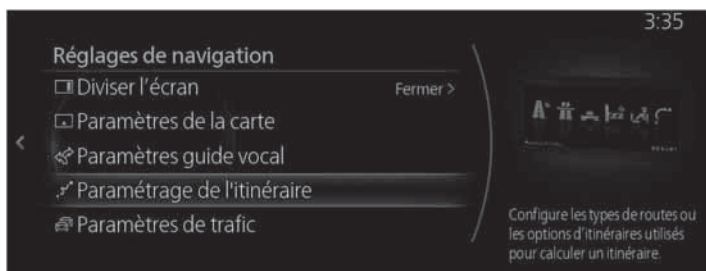 3:35
Réglages de navigation
Diviser l'écran Fermer >
Paramètres de la carte
Paramètres guide vocal
Paramétrage de l'itinéraire
Paramètres de trafic
Configure les types de routes ou
les options d'itinéraires utilisés
pour calculer un itinéraire.